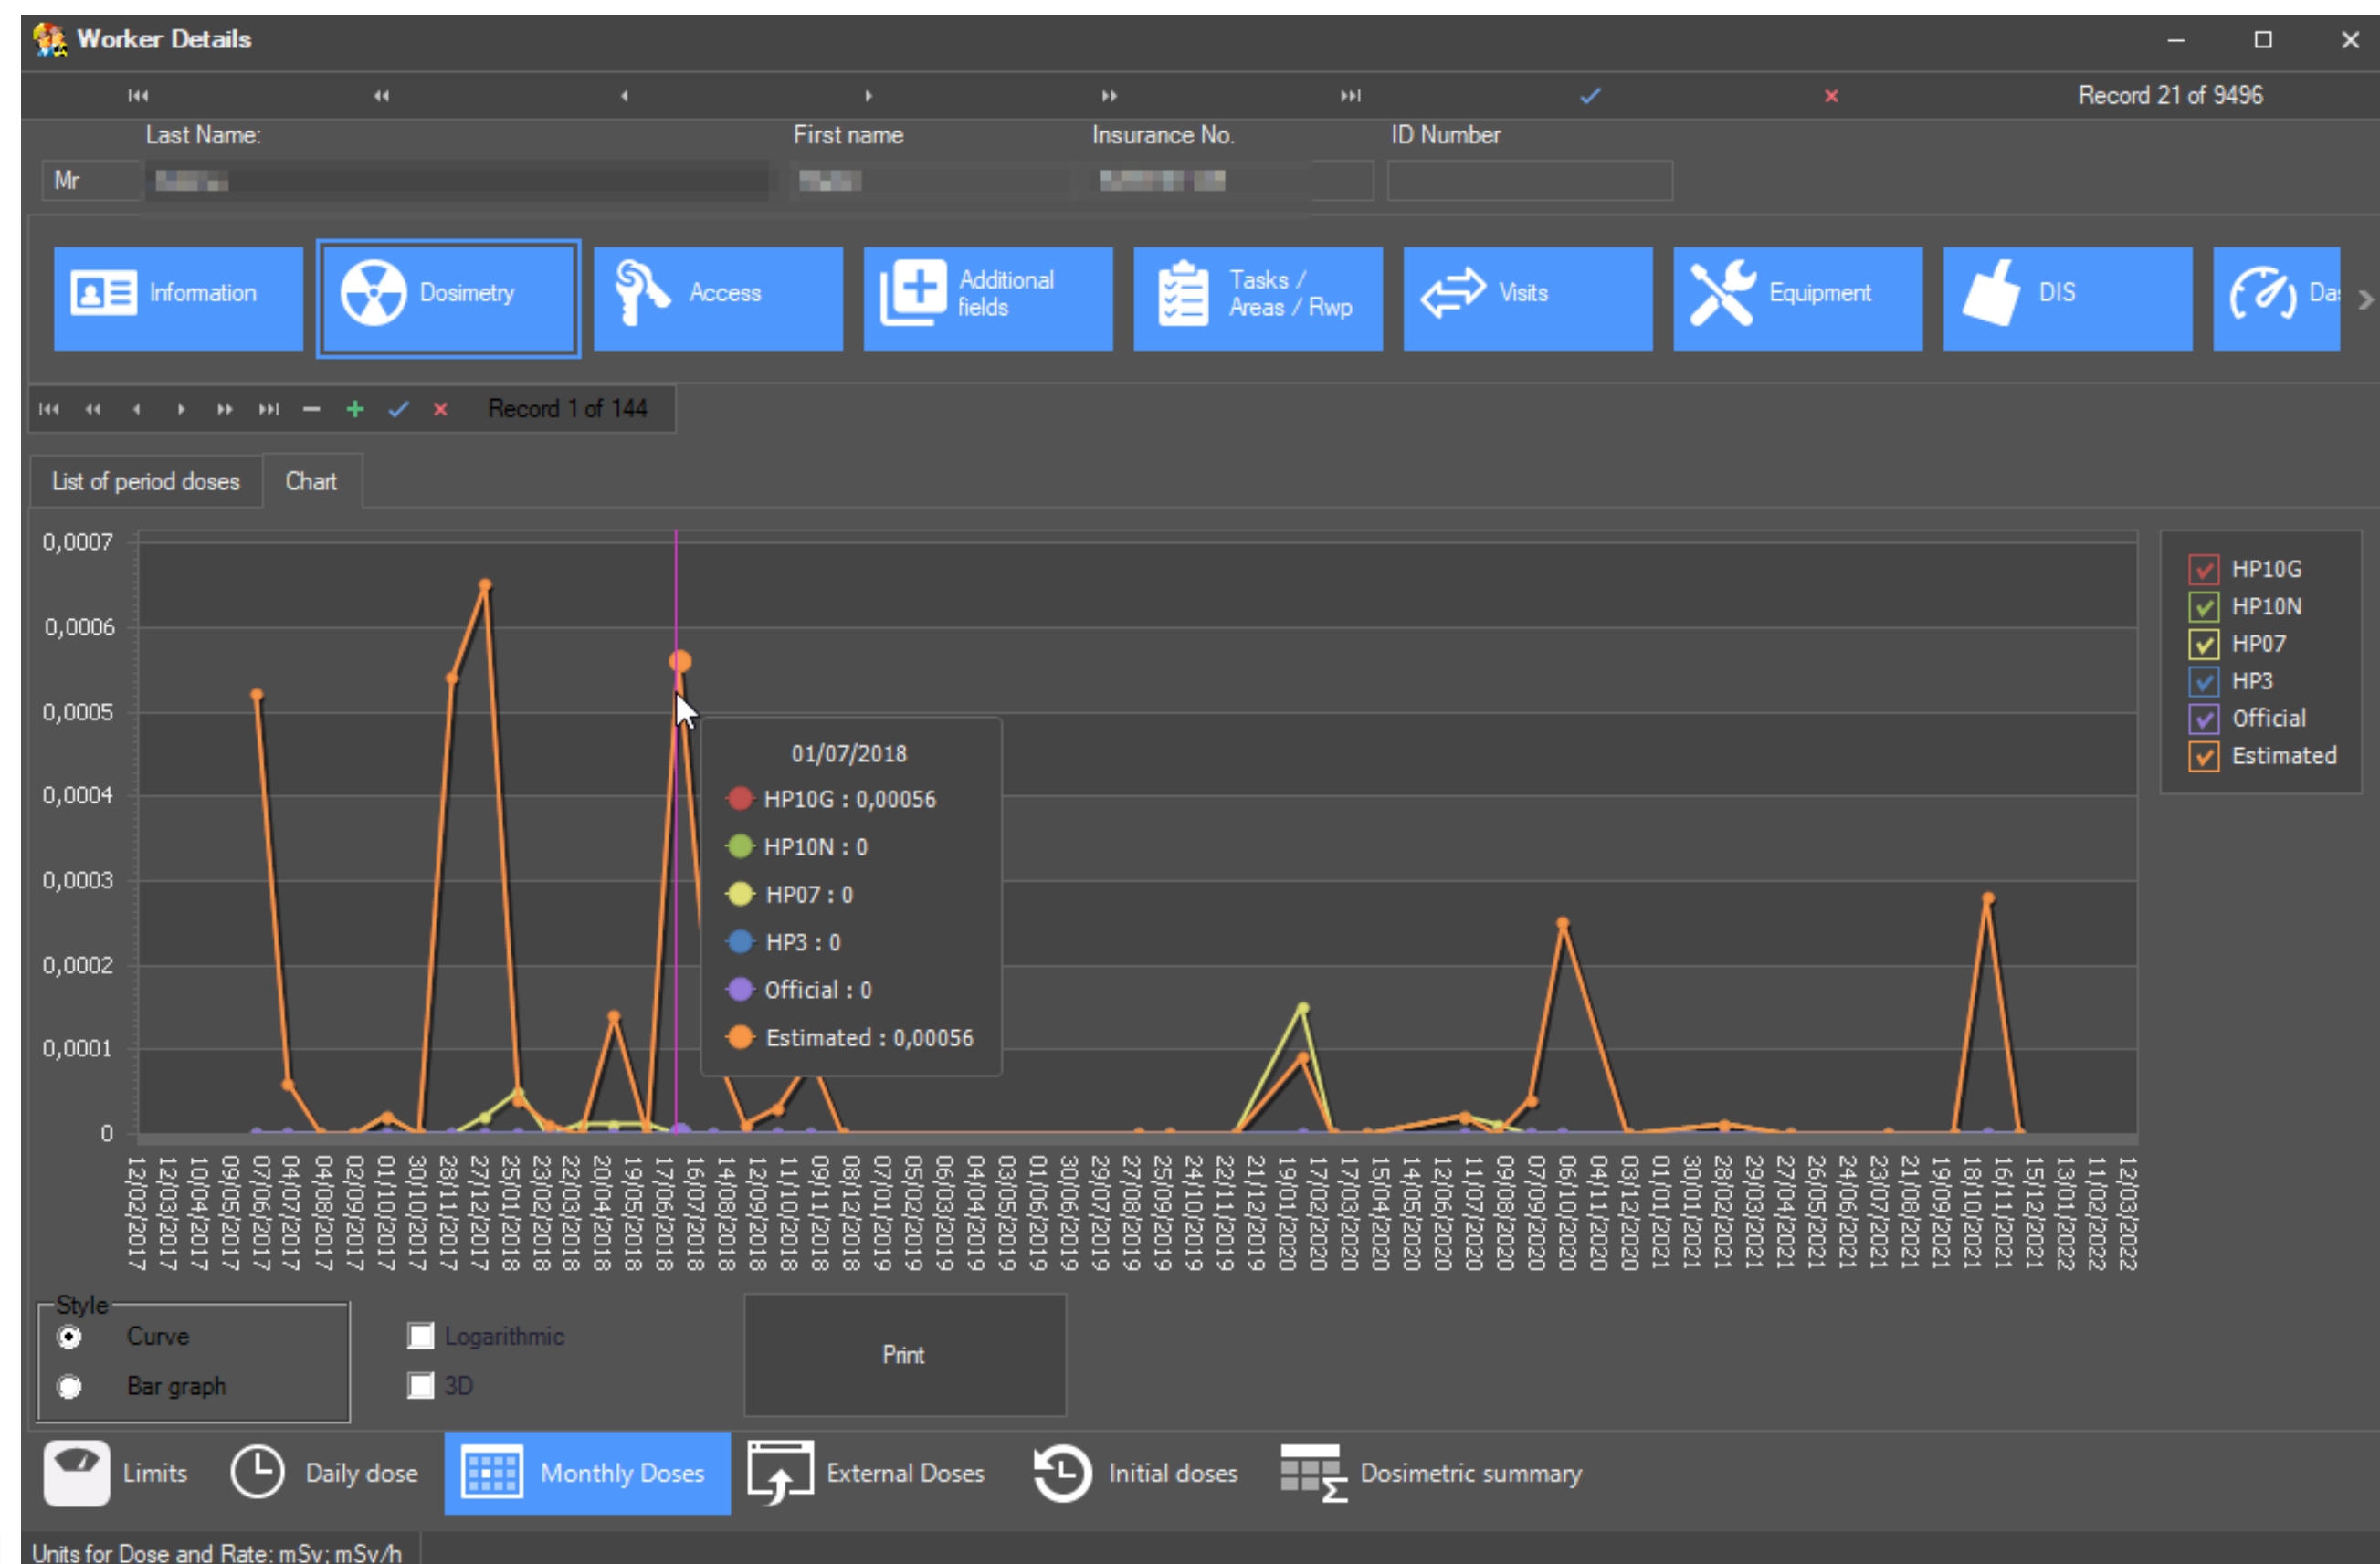 Worker Details
Record 21 of 9496
Last Name: First name Insurance No. ID Number
Mr
Information Dosimetry Access Additional fields Tasks / Areas / Rwp Visits Equipment DIS Das
Record 1 of 144
List of period doses Chart
0,0007
0,0006
0,0005
0,0004
0,0003
0,0002
0,0001
0
01/07/2018
HP10G : 0,00056
HP10N : 0
HP07 : 0
HP3 : 0
Official : 0
Estimated : 0,00056
HP10G
HP10N
HP07
HP3
Official
Estimated
12/02/2017
12/03/2017
10/04/2017
09/05/2017
07/06/2017
04/07/2017
04/08/2017
02/09/2017
01/10/2017
30/10/2017
28/11/2017
27/12/2017
25/01/2018
23/02/2018
22/03/2018
20/04/2018
19/05/2018
17/06/2018
16/07/2018
14/08/2018
12/09/2018
11/10/2018
09/11/2018
08/12/2018
07/01/2019
05/02/2019
06/03/2019
04/04/2019
03/05/2019
01/06/2019
30/06/2019
29/07/2019
27/08/2019
25/09/2019
24/10/2019
22/11/2019
21/12/2019
19/01/2020
17/02/2020
17/03/2020
15/04/2020
14/05/2020
12/06/2020
11/07/2020
09/08/2020
07/09/2020
06/10/2020
04/11/2020
03/12/2020
01/01/2021
30/01/2021
28/02/2021
29/03/2021
27/04/2021
26/05/2021
24/06/2021
23/07/2021
21/08/2021
19/09/2021
18/10/2021
16/11/2021
15/12/2021
13/01/2022
11/02/2022
12/03/2022
Style
Curve Logarithmic
Print
Bar graph 3D
Limits Daily dose Monthly Doses External Doses Initial doses Dosimetric summary
Units for Dose and Rate: mSv; mSv/h